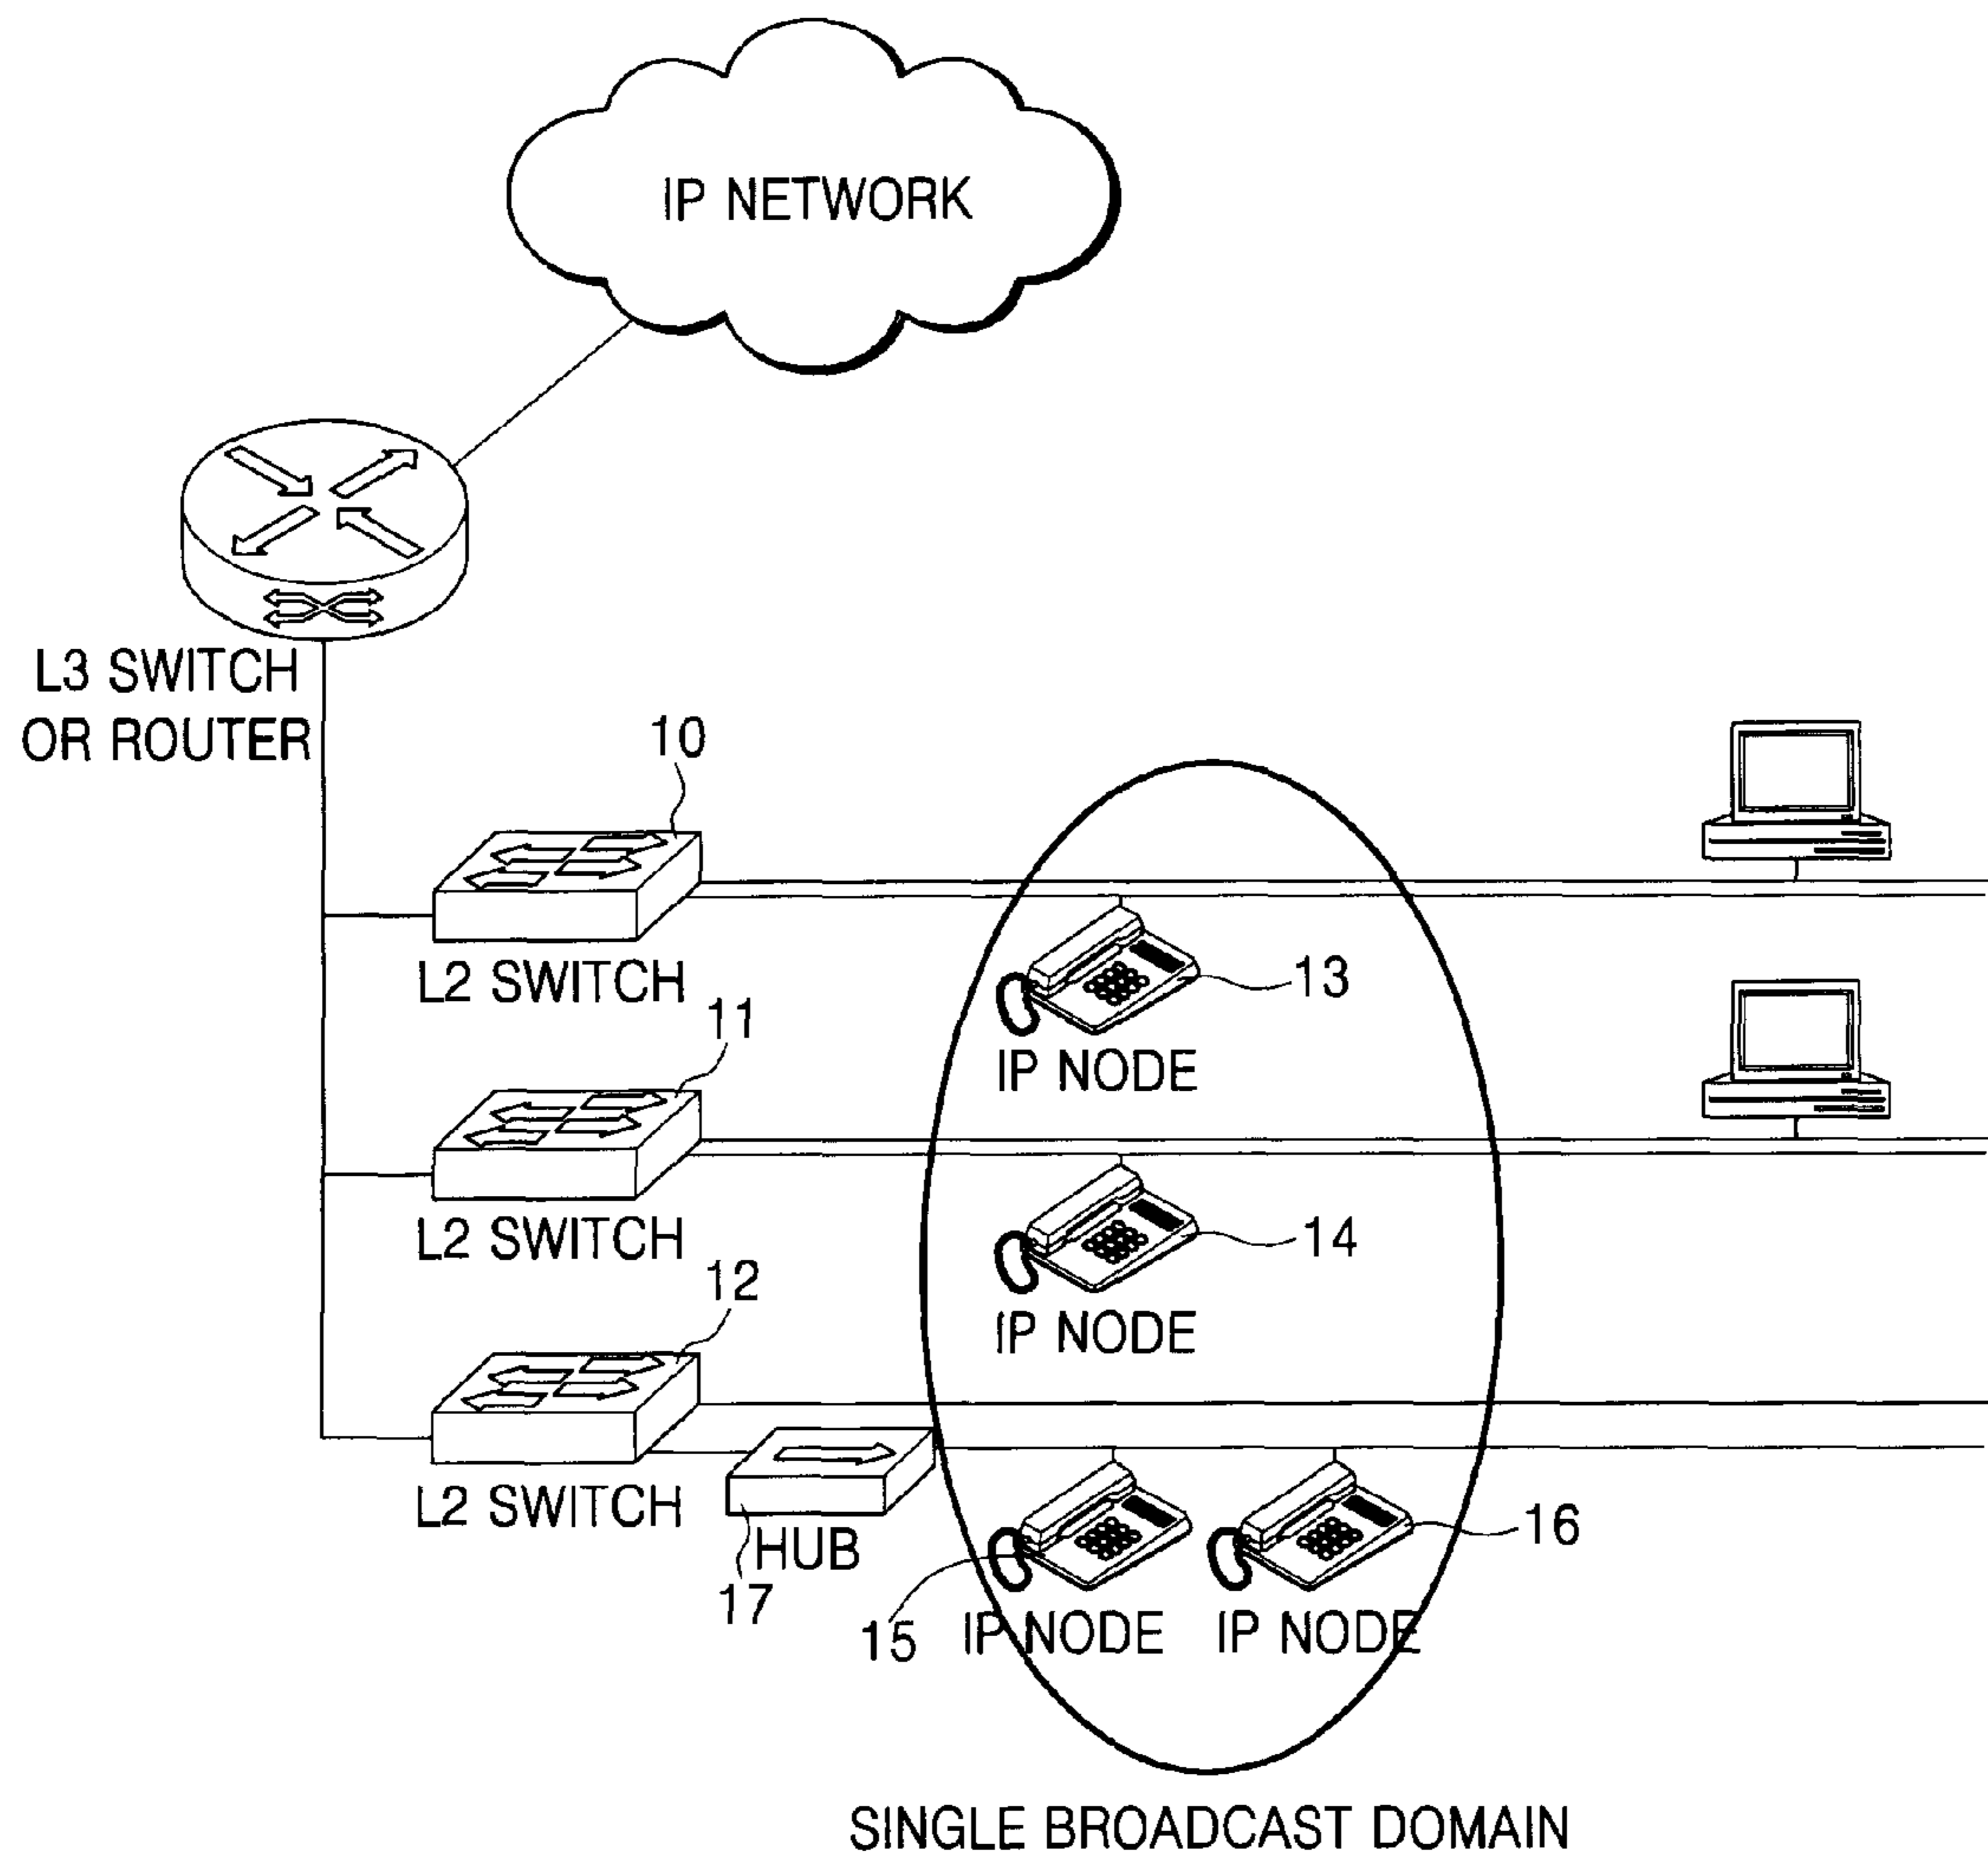 IP NETWORK
L3 SWITCH
OR ROUTER
10
L2 SWITCH
13
IP NODE
11
L2 SWITCH
14
IP NODE
12
L2 SWITCH
HUB
17
15
IP NODE
16
IP NODE
SINGLE BROADCAST DOMAIN